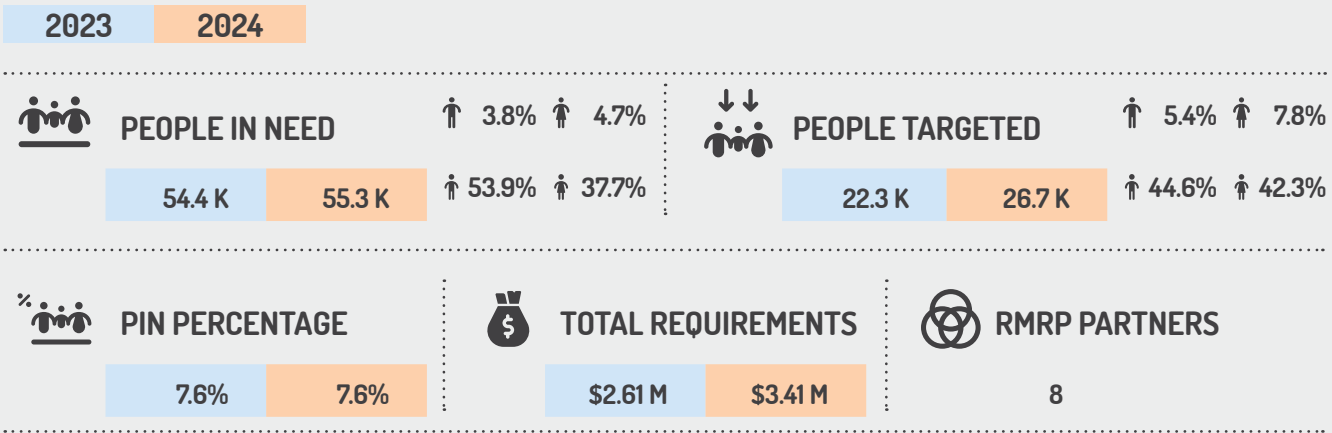 2023 2024
PEOPLE IN NEED
3.8% 4.7%
54.4 K 55.3 K
53.9% 37.7%
PEOPLE TARGETED
5.4% 7.8%
22.3 K 26.7 K
44.6% 42.3%
% PIN PERCENTAGE
7.6% 7.6%
$ TOTAL REQUIREMENTS
$2.61 M $3.41 M
RMRP PARTNERS
8